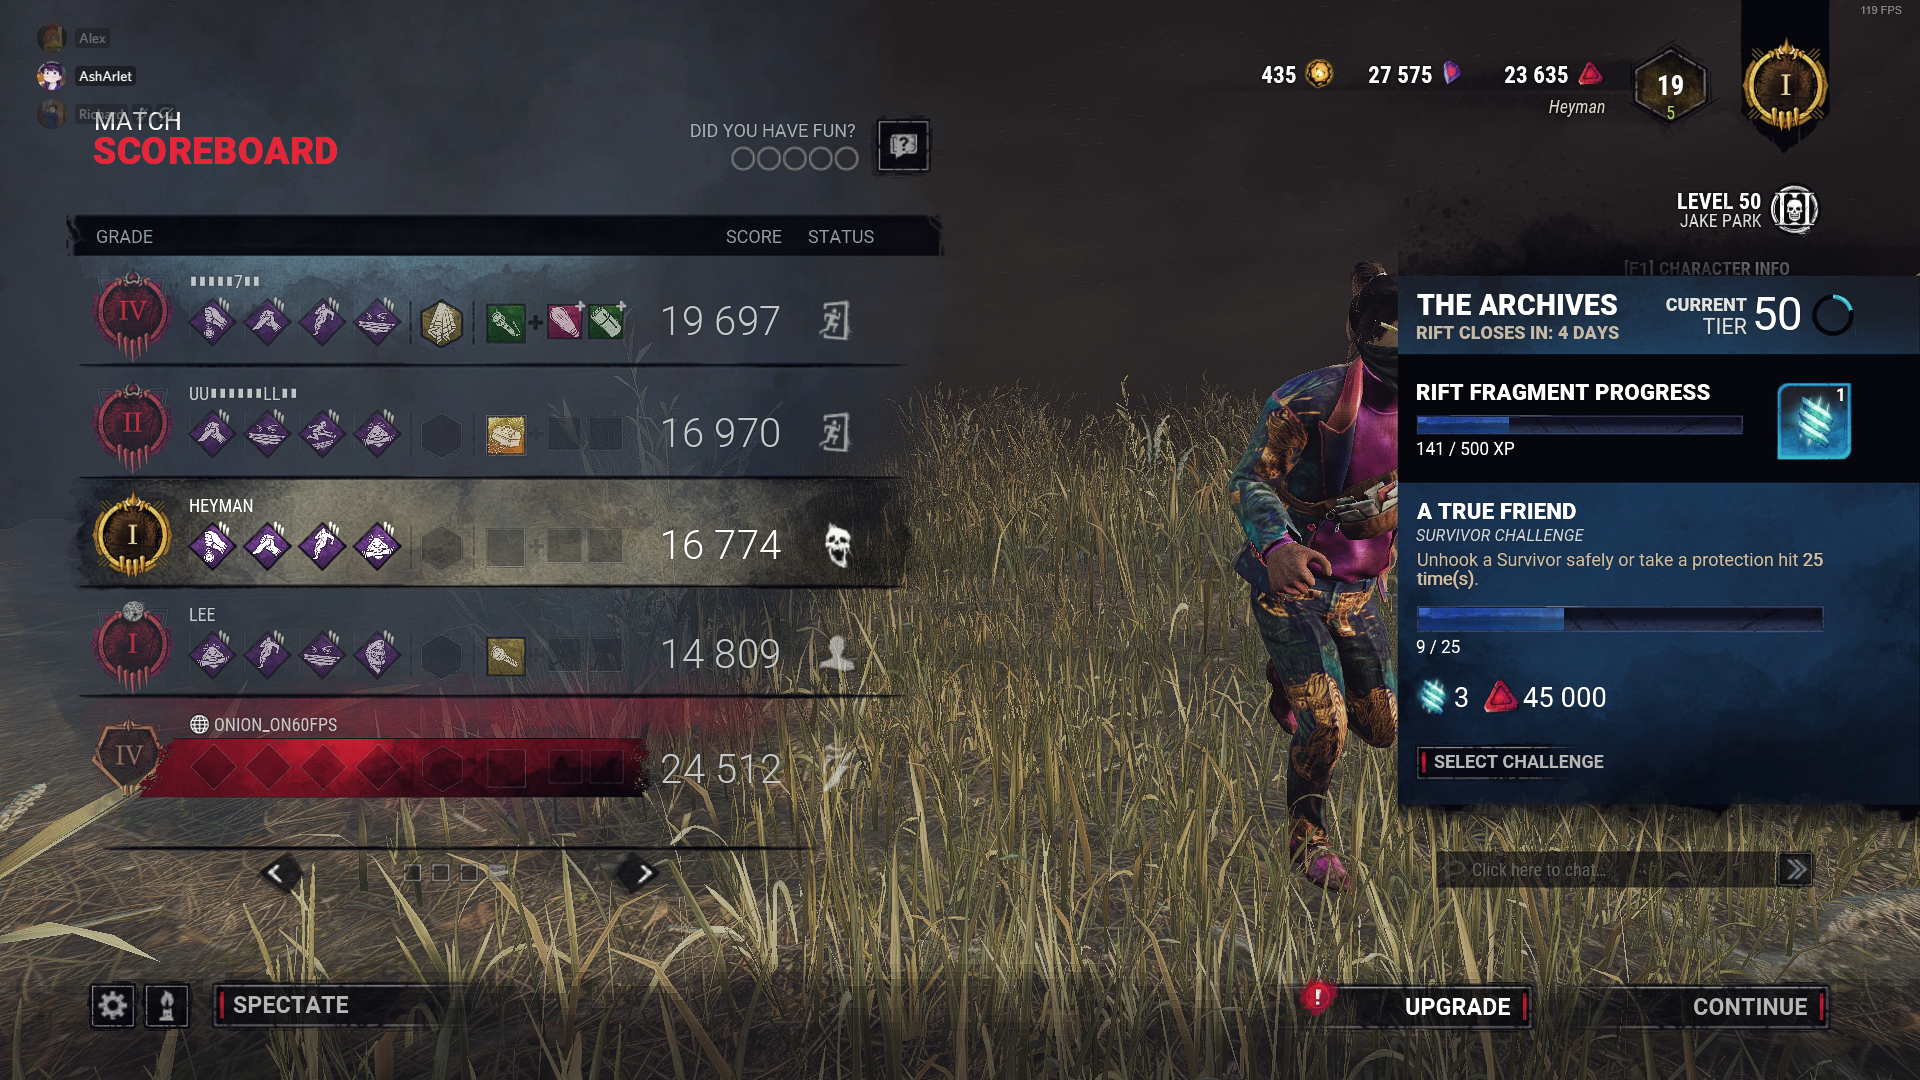 119 FPS
Alex
AshArlet
MATCH
SCOREBOARD
DID YOU HAVE FUN?
435
27 575
23 635
Heyman
19
5
I
LEVEL 50
JAKE PARK
[F1] CHARACTER INFO
GRADE SCORE STATUS
IV
19 697
II
16 970
I
HEYMAN
16 774
I
LEE
14 809
IV
ONION_ON60FPS
24 512
THE ARCHIVES
RIFT CLOSES IN: 4 DAYS
CURRENT
TIER 50
RIFT FRAGMENT PROGRESS
1
141 / 500 XP
A TRUE FRIEND
SURVIVOR CHALLENGE
Unhook a Survivor safely or take a protection hit 25
time(s).
9 / 25
3 45 000
SELECT CHALLENGE
Click here to chat...
SPECTATE
UPGRADE
CONTINUE